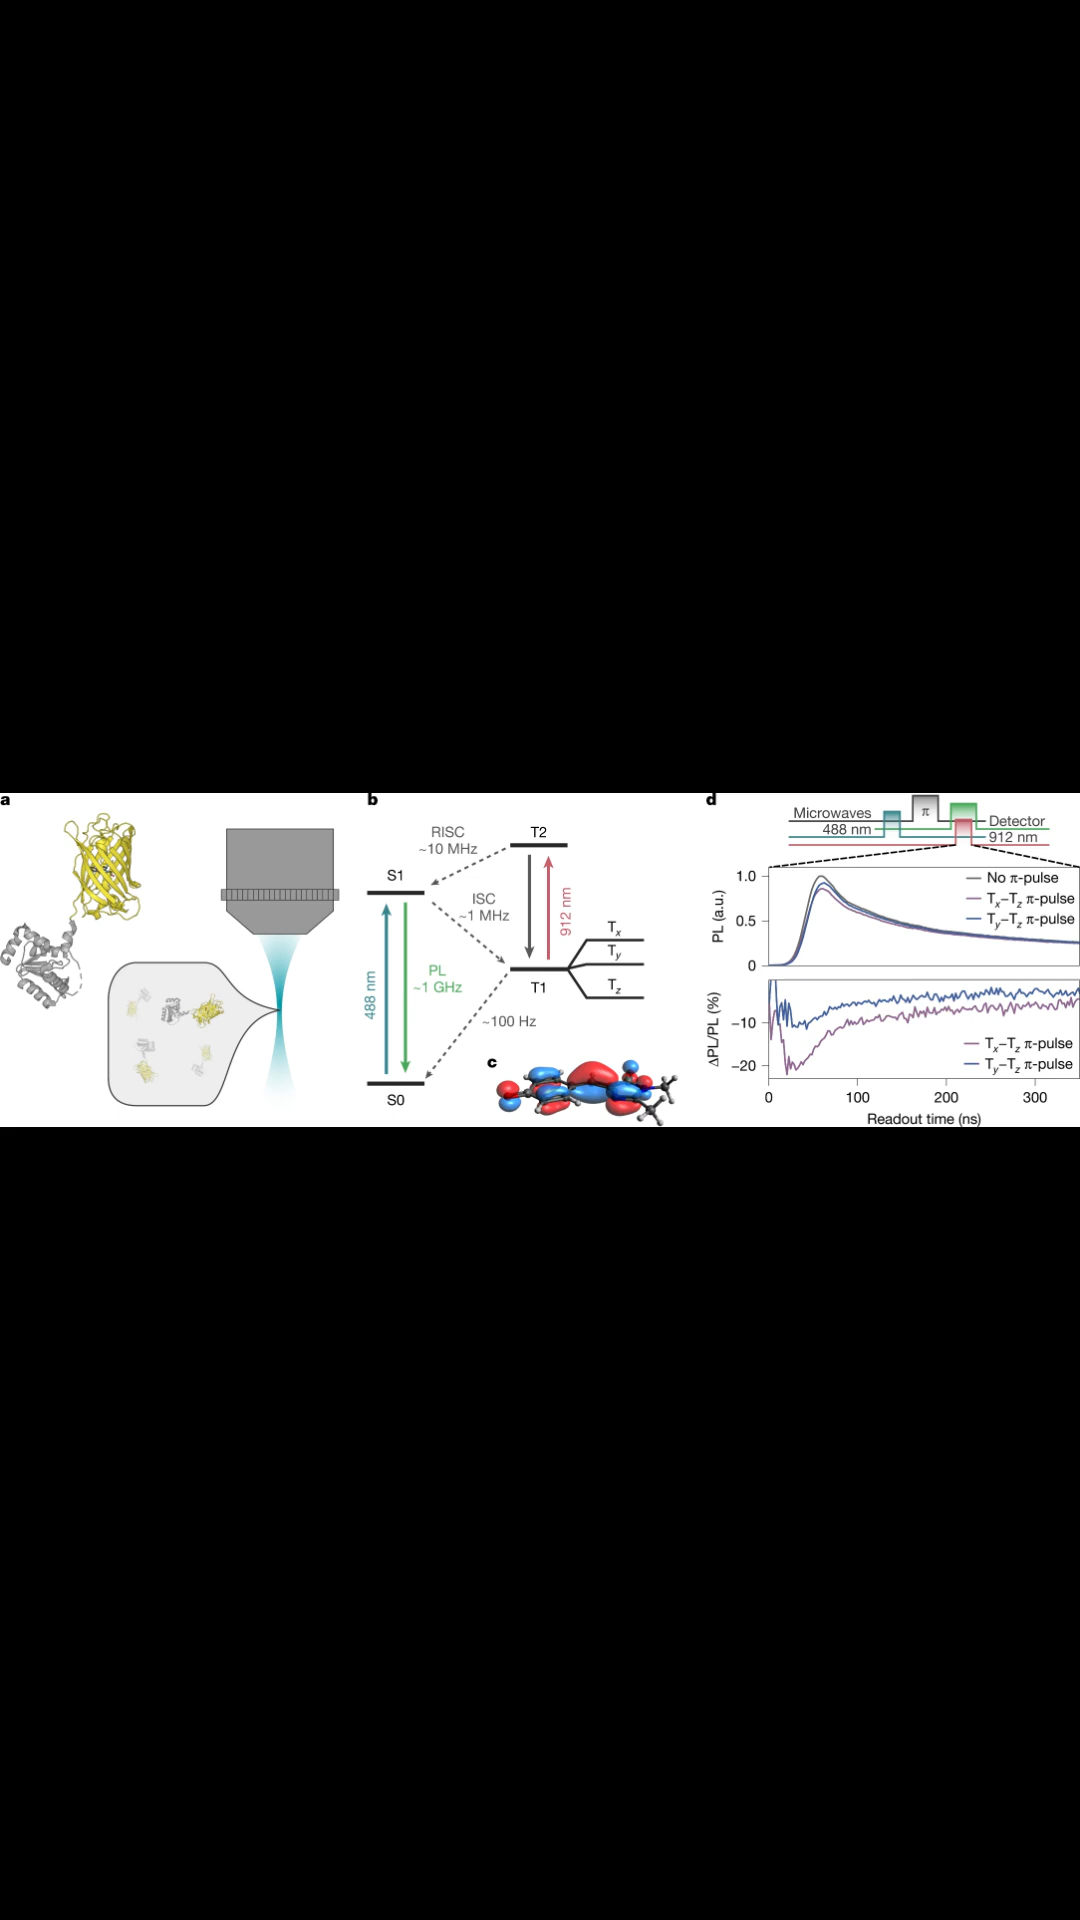 a
b
RISC
~10 MHz
T2
S1
ISC
~1 MHz
912 nm
Tx
Ty
Tz
T1
488 nm
PL
~1 GHz
~100 Hz
S0
c
d
Microwaves
π
488 nm
Detector
912 nm
PL (a.u.)
1.0
0.5
0
No π-pulse
Tx–Tz π-pulse
Ty–Tz π-pulse
ΔPL/PL (%)
−10
−20
Tx–Tz π-pulse
Ty–Tz π-pulse
0 100 200 300
Readout time (ns)